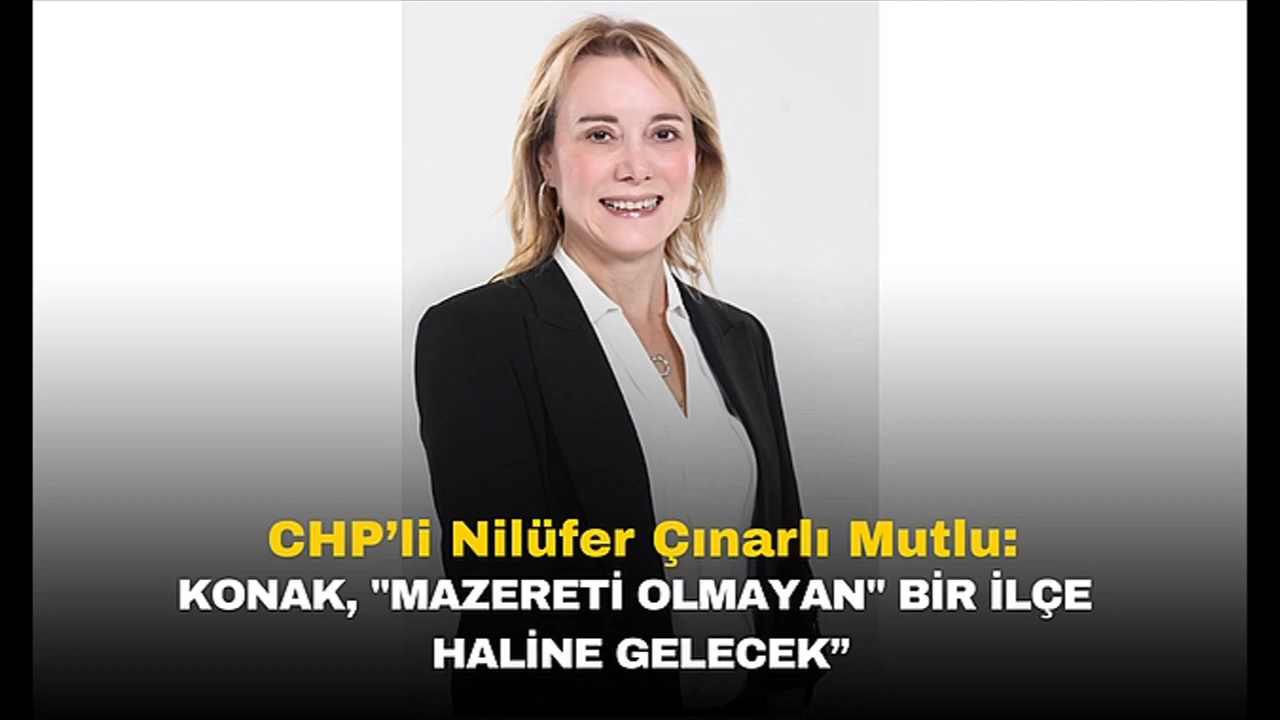 CHP’li Nilüfer Çınarlı Mutlu:
KONAK, "MAZERETİ OLMAYAN" BİR İLÇE
HALİNE GELECEK”